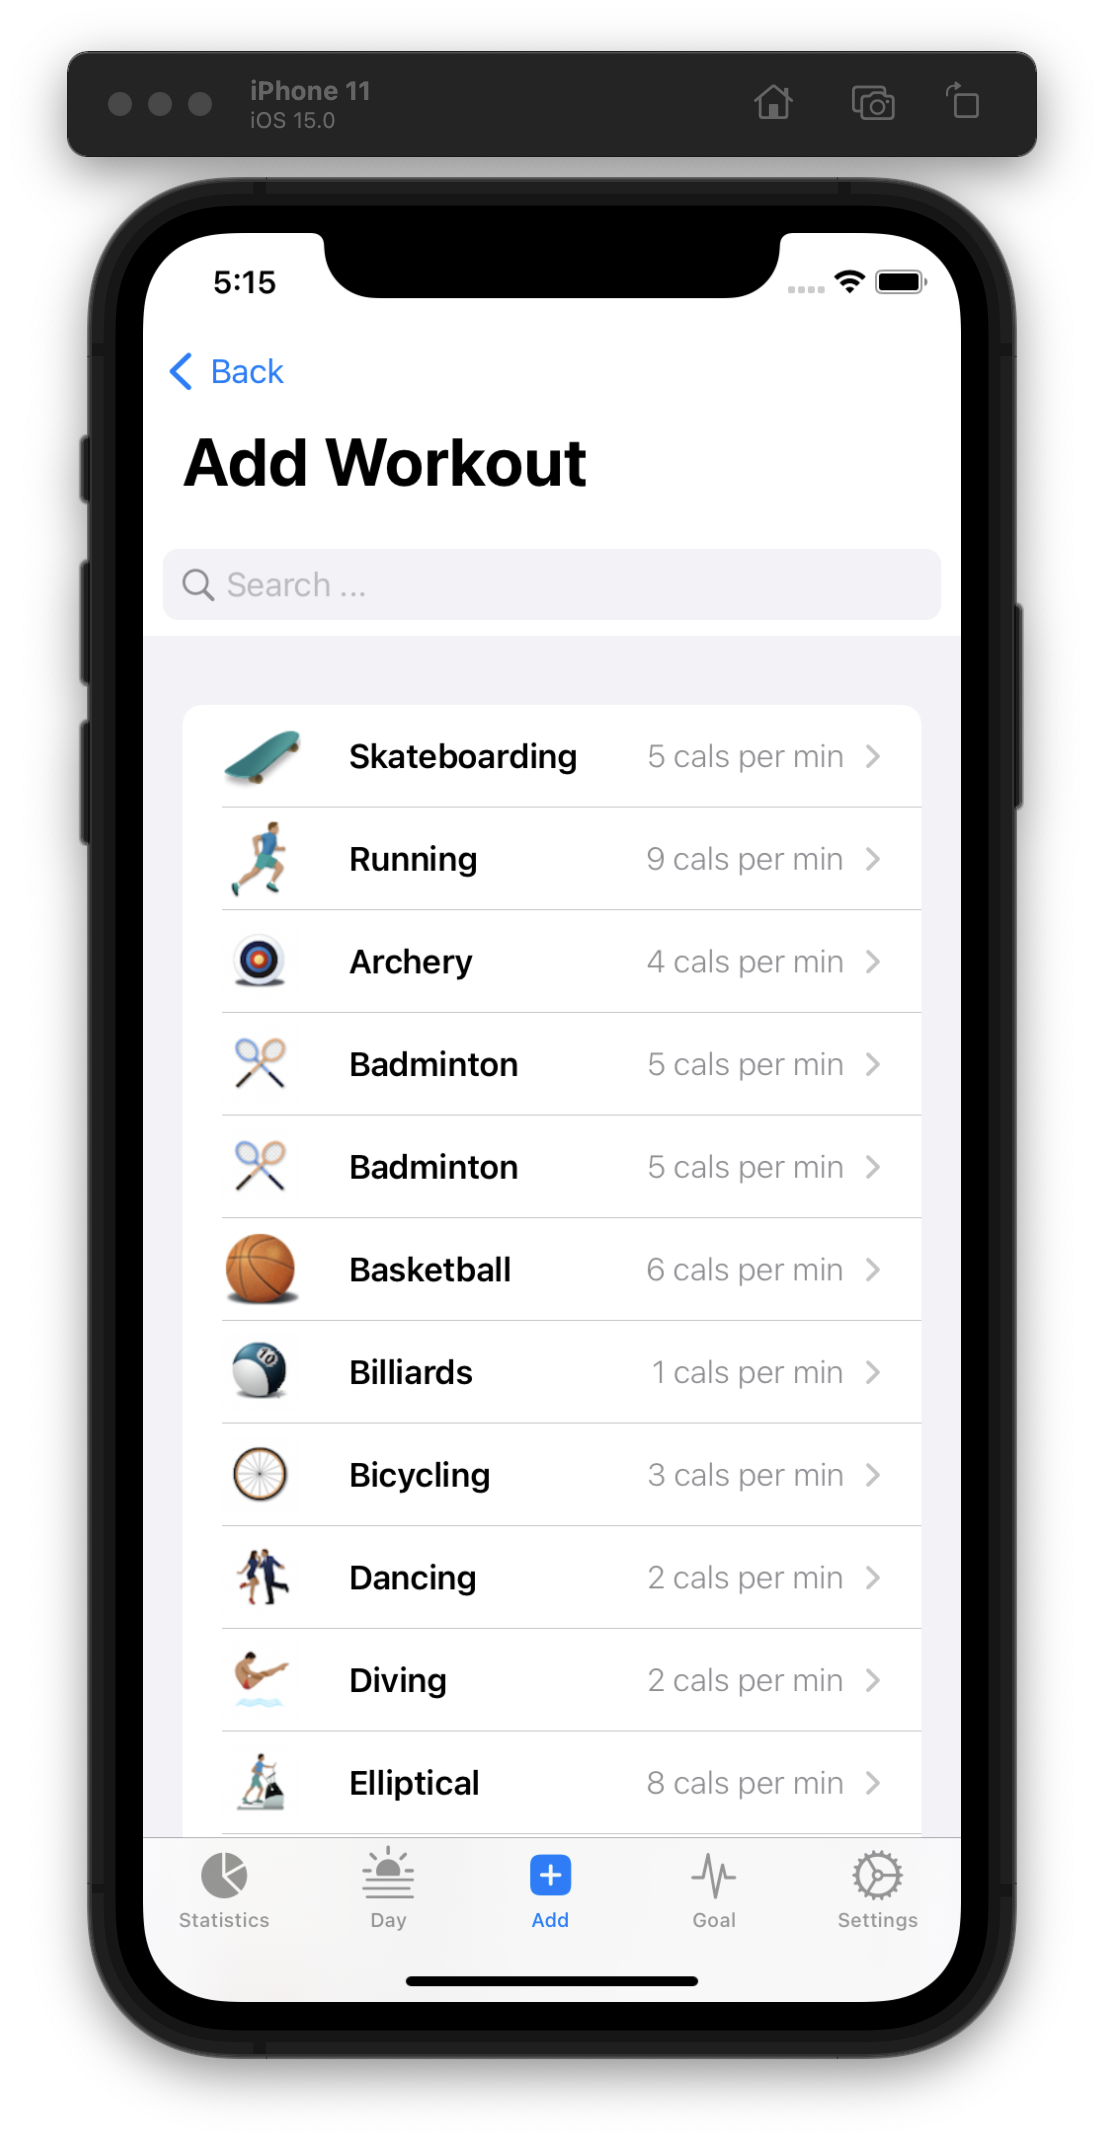 iPhone 11
iOS 15.0
5:15
Back
Add Workout
Search ...
Skateboarding 5 cals per min
Running 9 cals per min
Archery 4 cals per min
Badminton 5 cals per min
Badminton 5 cals per min
Basketball 6 cals per min
10
Billiards 1 cals per min
Bicycling 3 cals per min
Dancing 2 cals per min
Diving 2 cals per min
Elliptical 8 cals per min
Statistics Day Add Goal Settings